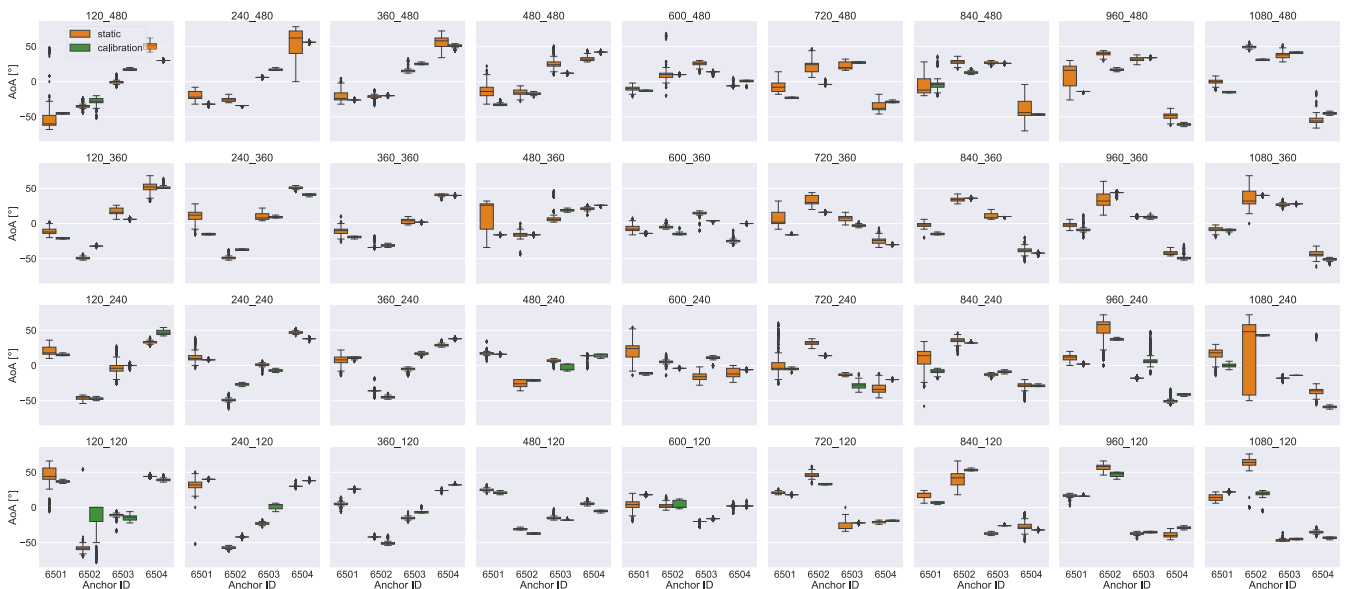 120_480 240_480 360_480 480_480 600_480 720_480 840_480 960_480 1080_480
static
calibration
AoA [°]
50
0
−50
120_360 240_360 360_360 480_360 600_360 720_360 840_360 960_360 1080_360
AoA [°]
50
0
−50
120_240 240_240 360_240 480_240 600_240 720_240 840_240 960_240 1080_240
AoA [°]
50
0
−50
120_120 240_120 360_120 480_120 600_120 720_120 840_120 960_120 1080_120
AoA [°]
50
0
−50
6501 6502 6503 6504 6501 6502 6503 6504 6501 6502 6503 6504 6501 6502 6503 6504 6501 6502 6503 6504 6501 6502 6503 6504 6501 6502 6503 6504 6501 6502 6503 6504 6501 6502 6503 6504
Anchor ID Anchor ID Anchor ID Anchor ID Anchor ID Anchor ID Anchor ID Anchor ID Anchor ID